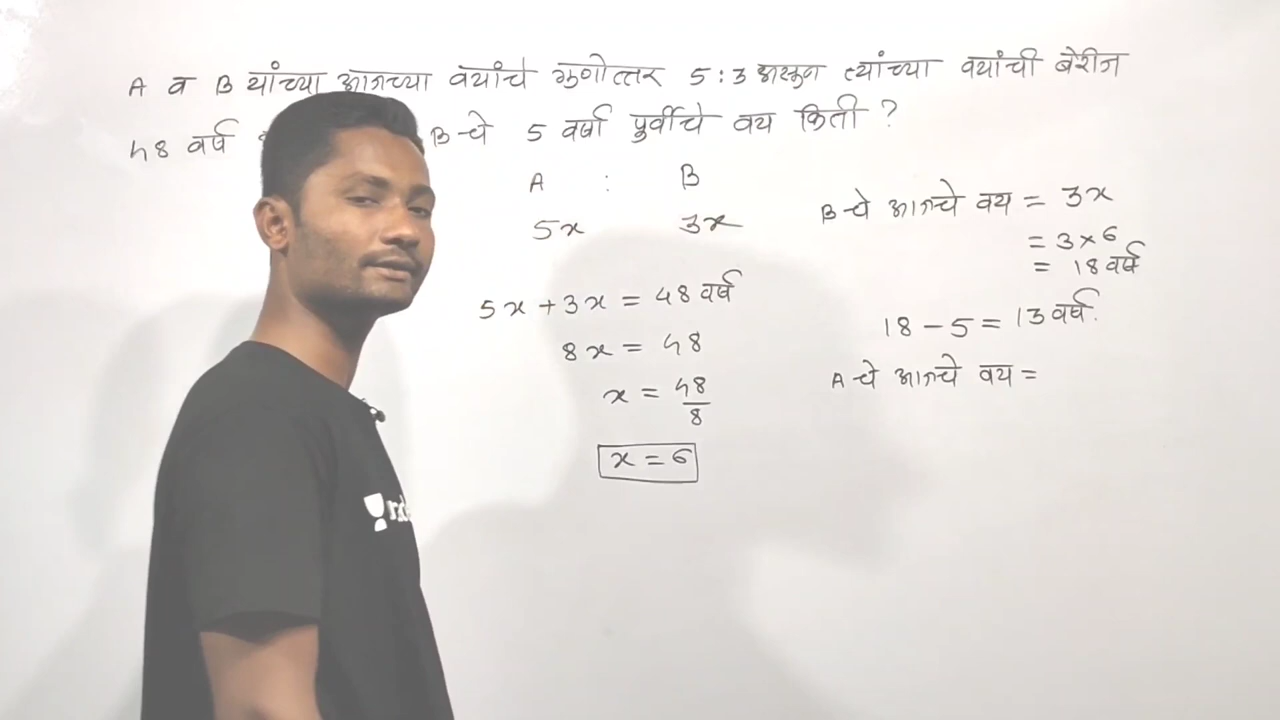 A व B यांच्या आजच्या वयांचे गुणोत्तर 5 : 3 असून त्यांच्या वयांची बेरीज
48 वर्ष B-चे 5 वर्षा पुर्वीचे वय किती ?
A : B
5x 3x
5x + 3x = 48 वर्ष
8x = 48
x = 48/8
x = 6
B-चे आजचे वय = 3x
= 3 × 6
= 18 वर्ष
18 - 5 = 13 वर्ष.
A-चे आजचे वय =